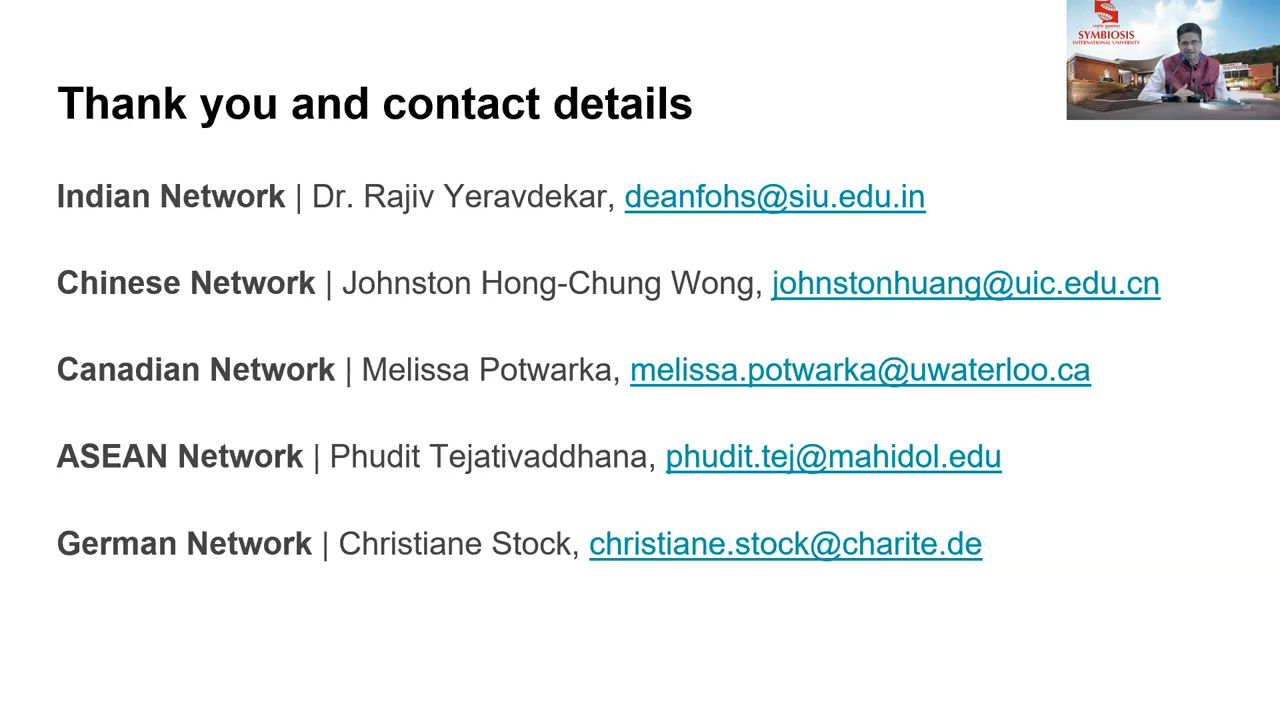 SYMBIOSIS
INTERNATIONAL UNIVERSITY
Thank you and contact details
Indian Network | Dr. Rajiv Yeravdekar, deanfohs@siu.edu.in
Chinese Network | Johnston Hong-Chung Wong, johnstonhuang@uic.edu.cn
Canadian Network | Melissa Potwarka, melissa.potwarka@uwaterloo.ca
ASEAN Network | Phudit Tejativaddhana, phudit.tej@mahidol.edu
German Network | Christiane Stock, christiane.stock@charite.de